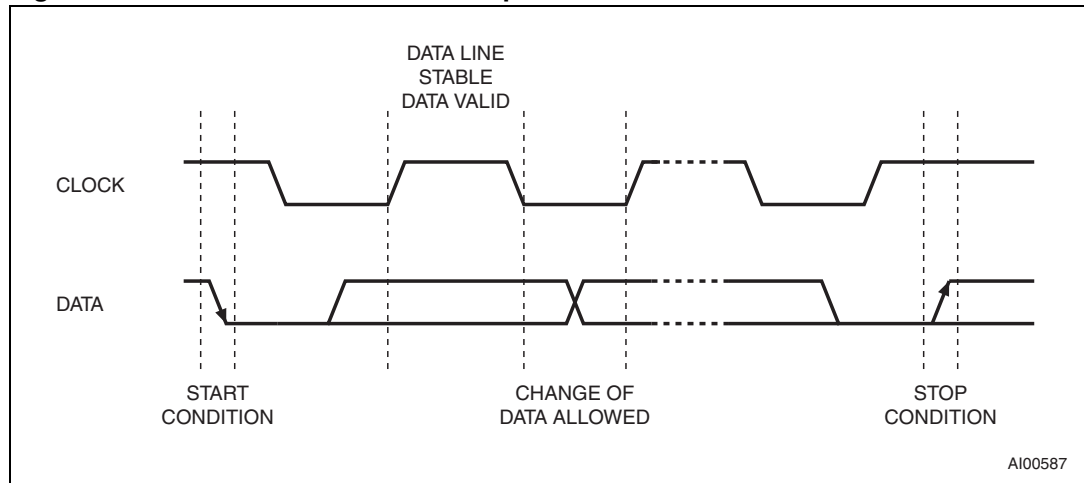 DATA LINE
STABLE
DATA VALID
CLOCK
DATA
START
CONDITION
CHANGE OF
DATA ALLOWED
STOP
CONDITION
AI00587